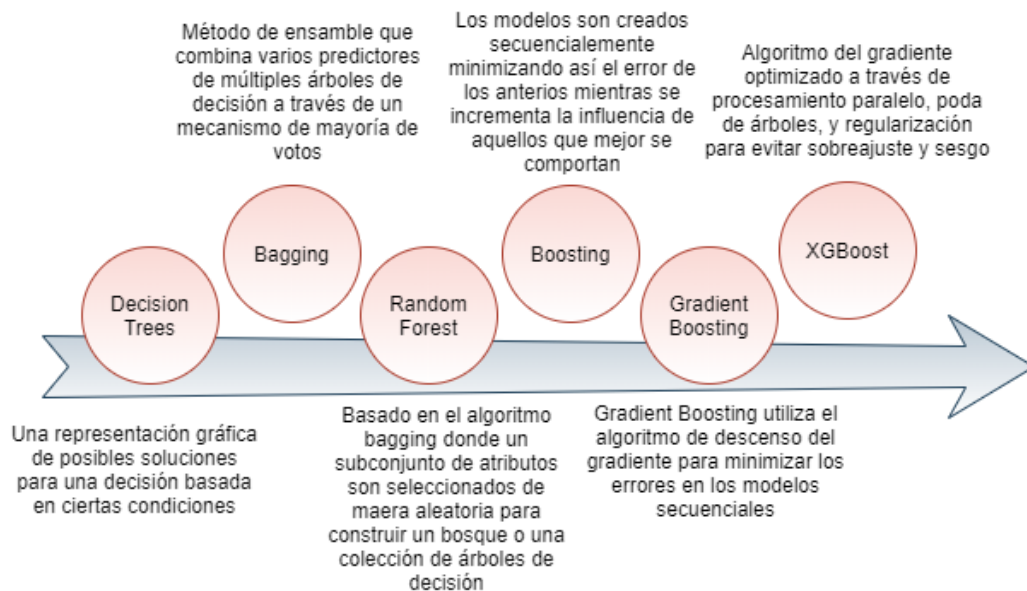 Método de ensamble que
combina varios predictores
de múltiples árboles de
decisión a través de un
mecanismo de mayoría de
votos
Los modelos son creados
secuencialemente
minimizando así el error de
los anterios mientras se
incrementa la influencia de
aquellos que mejor se
comportan
Algoritmo del gradiente
optimizado a través de
procesamiento paralelo, poda
de árboles, y regularización
para evitar sobreajuste y sesgo
Decision
Trees
Bagging
Random
Forest
Boosting
Gradient
Boosting
XGBoost
Una representación gráfica
de posibles soluciones
para una decisión basada
en ciertas condiciones
Basado en el algoritmo
bagging donde un
subconjunto de atributos
son seleccionados de
maera aleatoria para
construir un bosque o una
colección de árboles de
decisión
Gradient Boosting utiliza el
algoritmo de descenso del
gradiente para minimizar los
errores en los modelos
secuenciales